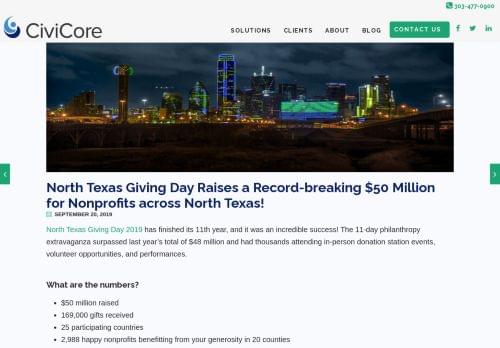 303-477-0900
CiviCore
SOLUTIONS
CLIENTS
ABOUT
BLOG
CONTACT US
North Texas Giving Day Raises a Record-breaking $50 Million
for Nonprofits across North Texas!
SEPTEMBER 20, 2019
North Texas Giving Day 2019 has finished its 11th year, and it was an incredible success! The 11-day philanthropy
extravaganza surpassed last year's total of $48 million and had thousands attending in-person donation station events,
volunteer opportunities, and performances.
What are the numbers?
• $50 million raised
• 169,000 gifts received
• 25 participating countries
• 2,988 happy nonprofits benefitting from your generosity in 20 counties